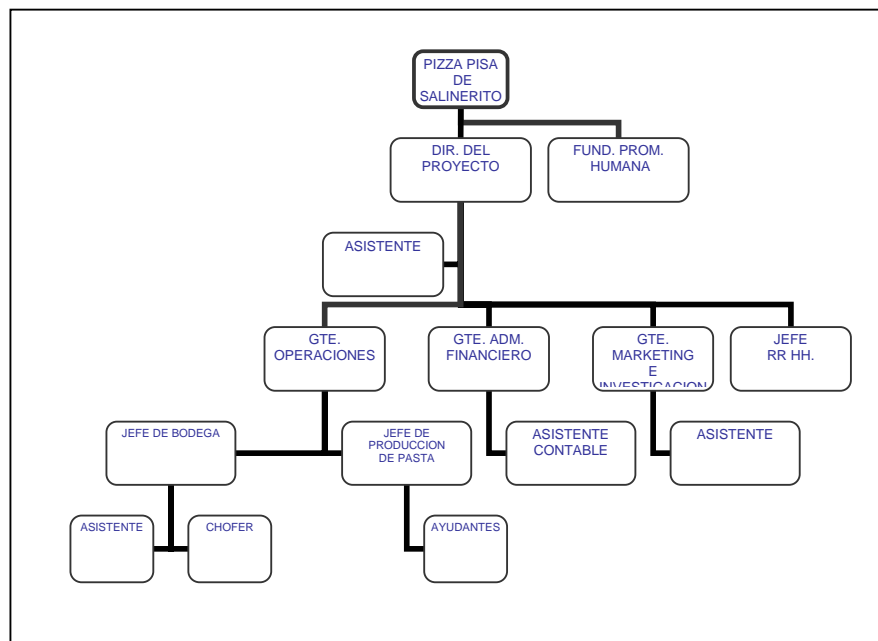 PIZZA PISA
DE
SALINERITO
DIR. DEL
PROYECTO
FUND. PROM.
HUMANA
ASISTENTE
GTE.
OPERACIONES
GTE. ADM.
FINANCIERO
GTE.
MARKETING
E
INVESTIGACION
JEFE
RR HH.
JEFE DE BODEGA
JEFE DE
PRODUCCION
DE PASTA
ASISTENTE
CONTABLE
ASISTENTE
ASISTENTE
CHOFER
AYUDANTES